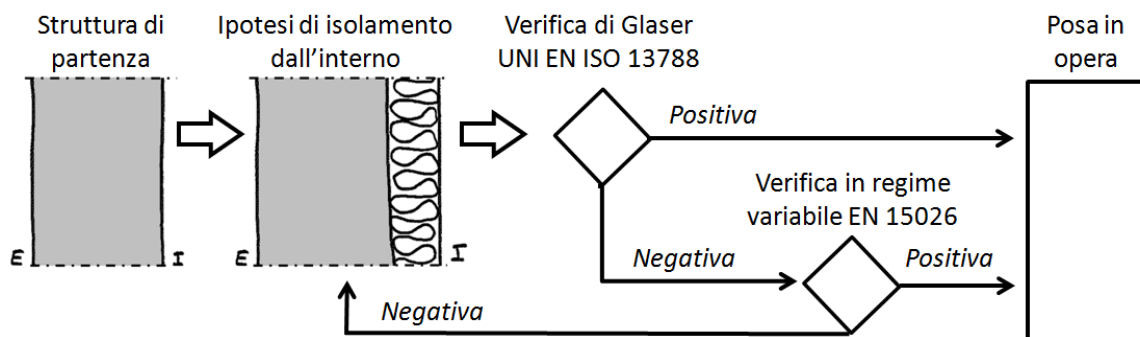 Struttura di
partenza
Ipotesi di isolamento
dall'interno
Verifica di Glaser
UNI EN ISO 13788
Posa in
opera
Positiva
Verifica in regime
variabile EN 15026
E
I
E
I
Negativa
Positiva
Negativa